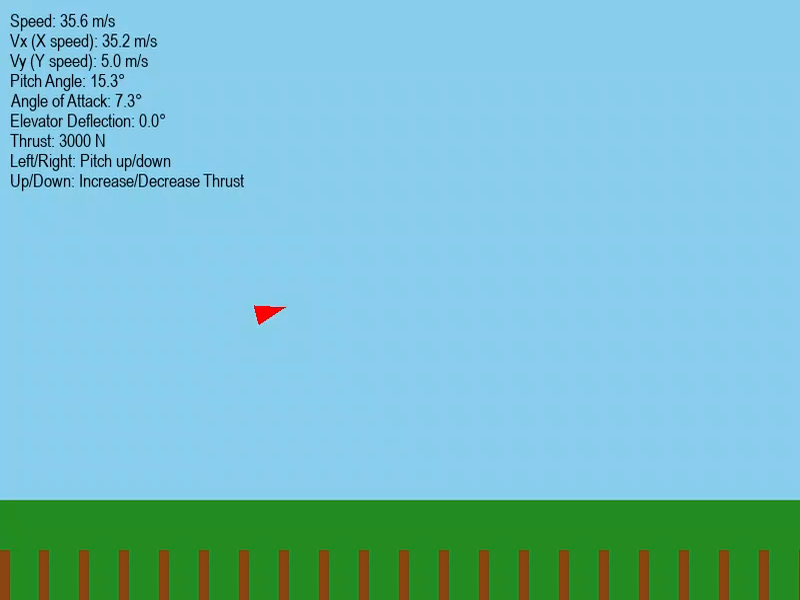 Speed: 35.6 m/s
Vx (X speed): 35.2 m/s
Vy (Y speed): 5.0 m/s
Pitch Angle: 15.3°
Angle of Attack: 7.3°
Elevator Deflection: 0.0°
Thrust: 3000 N
Left/Right: Pitch up/down
Up/Down: Increase/Decrease Thrust